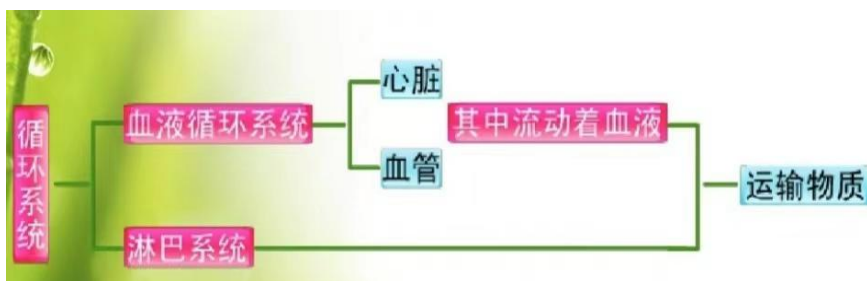 循环系统
血液循环系统
心脏
血管
其中流动着血液
淋巴系统
运输物质